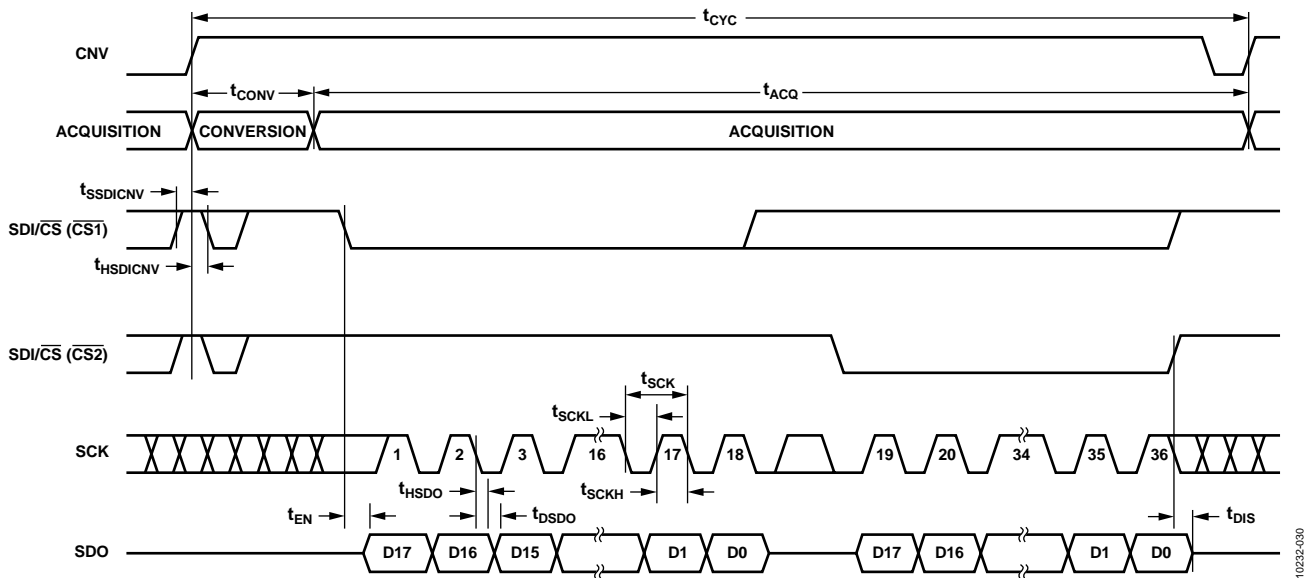 tCYC
CNV
tCONV
tACQ
ACQUISITION CONVERSION ACQUISITION
tSSDICNV
SDI/CS (CS1)
tHSDICNV
SDI/CS (CS2)
tSCK
tSCKL
SCK 1 2 3 16 17 18 19 20 34 35 36
tHSDO
tSCKH
tEN
tDSDO
tDIS
SDO D17 D16 D15 D1 D0 D17 D16 D1 D0
10232-030